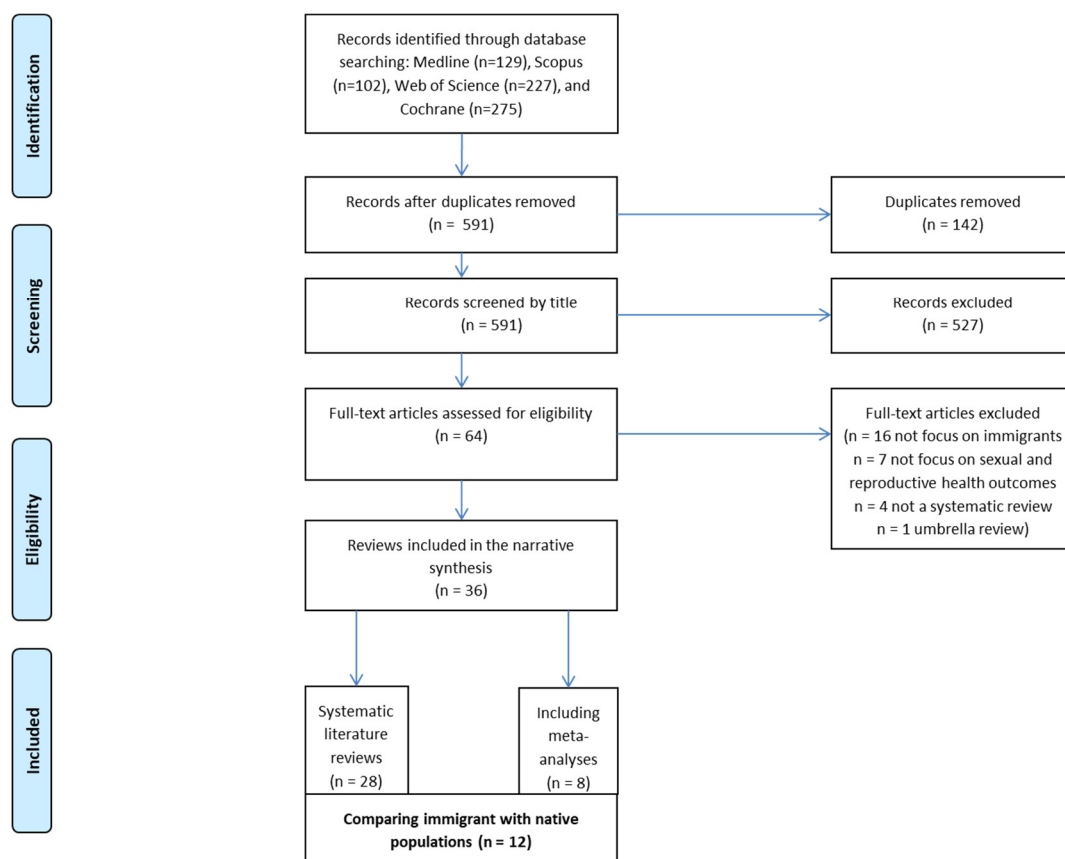 Identification
Records identified through database
searching: Medline (n=129), Scopus
(n=102), Web of Science (n=227), and
Cochrane (n=275)
Records after duplicates removed
(n = 591)
Duplicates removed
(n = 142)
Screening
Records screened by title
(n = 591)
Records excluded
(n = 527)
Full-text articles assessed for eligibility
(n = 64)
Full-text articles excluded
(n = 16 not focus on immigrants
n = 7 not focus on sexual and
reproductive health outcomes
n = 4 not a systematic review
n = 1 umbrella review)
Eligibility
Reviews included in the narrative
synthesis
(n = 36)
Included
Systematic
literature
reviews
(n = 28)
Including
meta-
analyses
(n = 8)
Comparing immigrant with native
populations (n = 12)